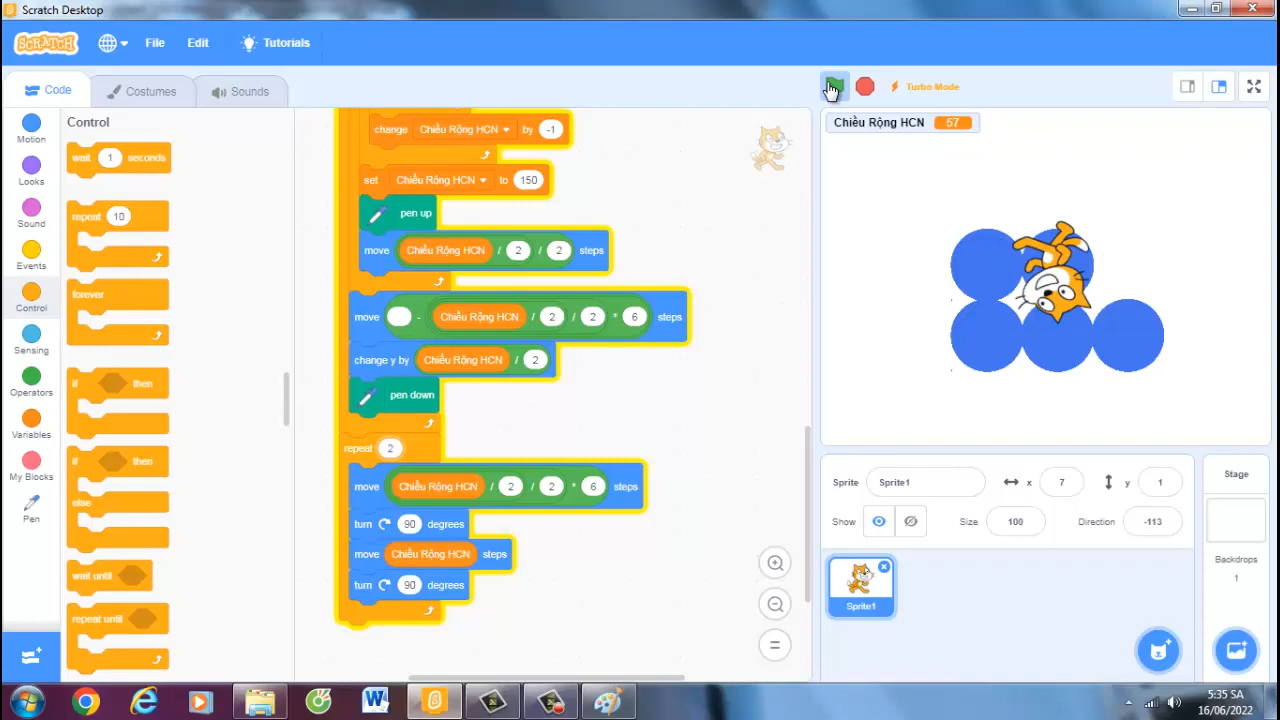 Scratch Desktop
SCRATCH File Edit Tutorials
Code Costumes Sounds
Turbo Mode
Motion
Looks
Sound
Events
Control
Sensing
Operators
Variables
My Blocks
Pen
Control
wait 1 seconds
repeat 10
forever
if then
if then
else
wait until
repeat until
change Chiều Rộng HCN by -1
set Chiều Rộng HCN to 150
pen up
move Chiều Rộng HCN / 2 / 2 steps
move - Chiều Rộng HCN / 2 / 2 * 6 steps
change y by Chiều Rộng HCN / 2
pen down
repeat 2
move Chiều Rộng HCN / 2 / 2 * 6 steps
turn 90 degrees
move Chiều Rộng HCN steps
turn 90 degrees
Chiều Rộng HCN 57
Sprite Sprite1 x 7 y 1
Show Size 100 Direction -113
Sprite1
Stage
Backdrops
1
5:35 SA
16/06/2022